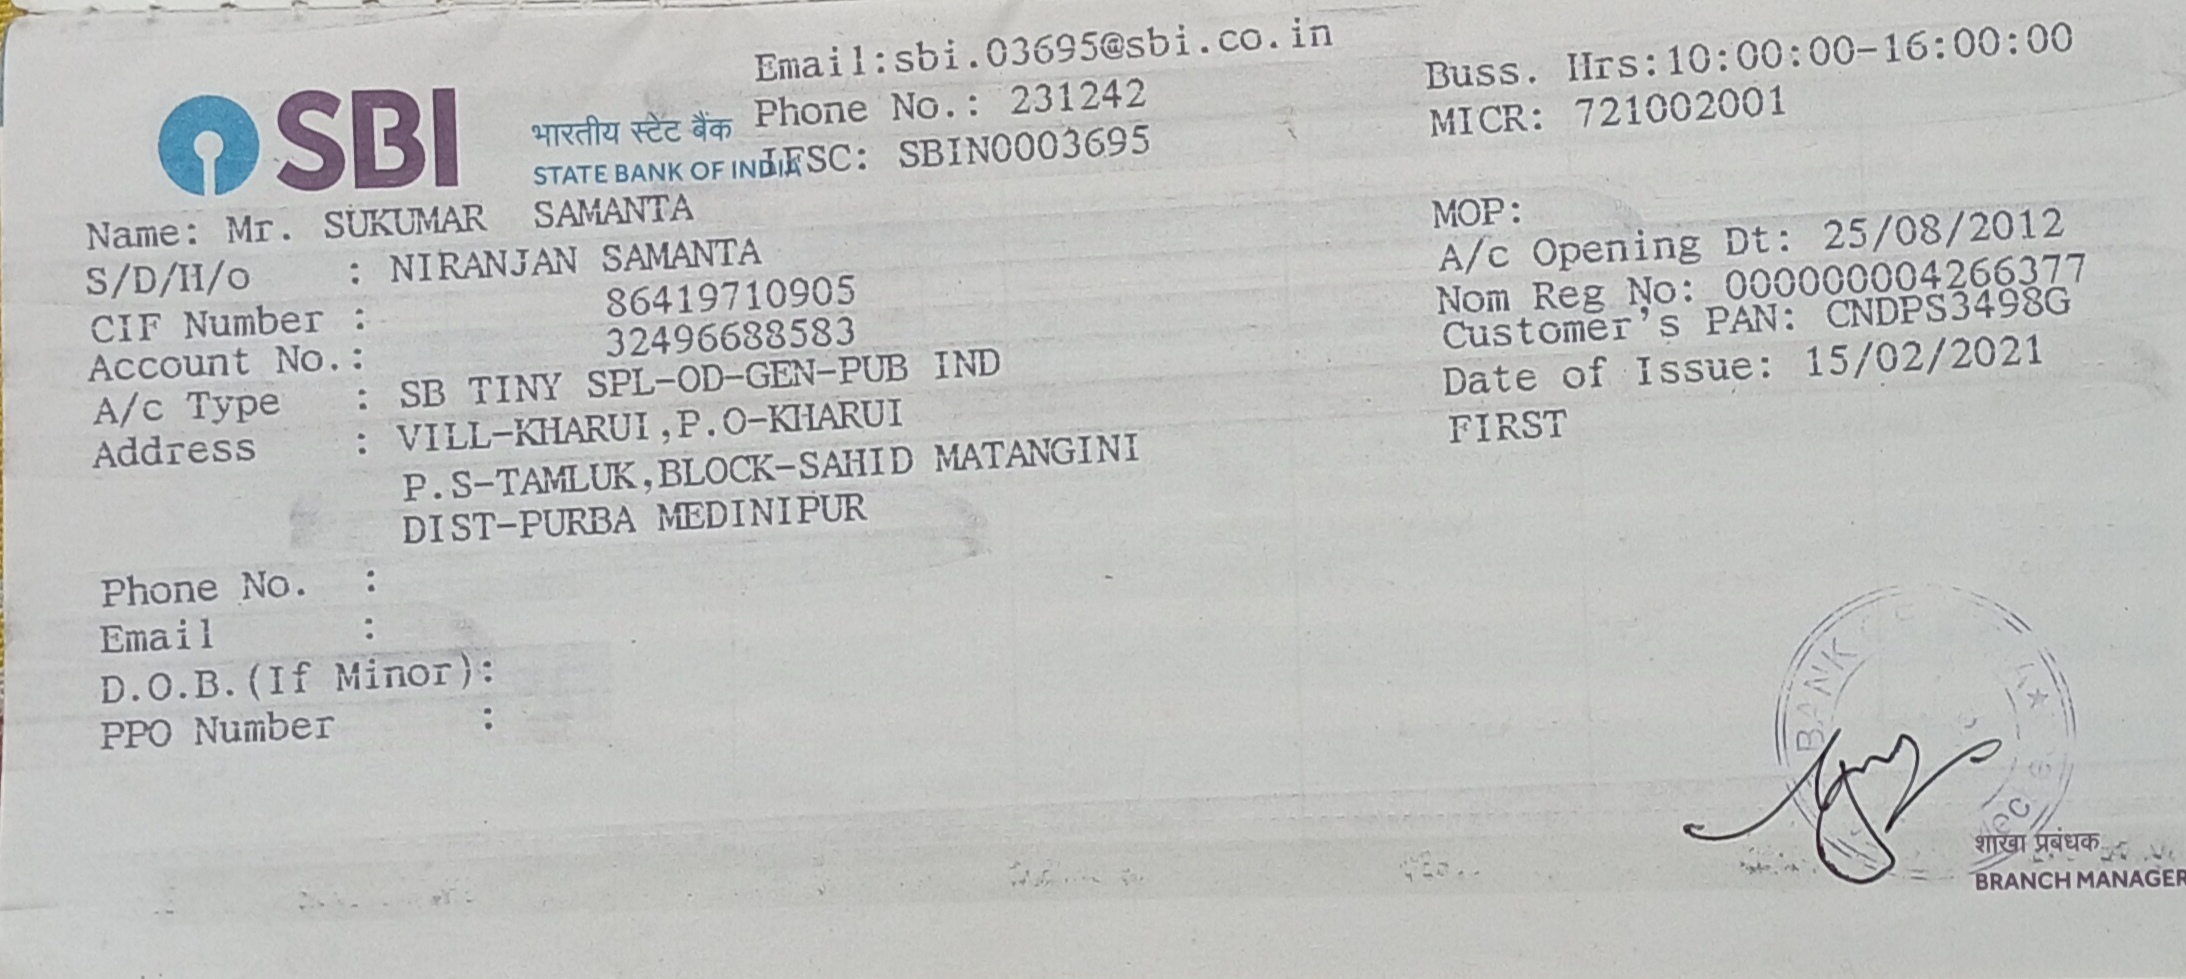 Email:sbi.03695@sbi.co.in
Buss. Hrs:10:00:00-16:00:00
SBI
भारतीय स्टेट बैंक
Phone No.: 231242
MICR: 721002001
STATE BANK OF INDIA
IFSC: SBIN0003695
Name: Mr. SUKUMAR SAMANTA
MOP:
S/D/H/o : NIRANJAN SAMANTA
A/c Opening Dt: 25/08/2012
CIF Number : 86419710905
Nom Reg No: 000000004266377
Account No.: 32496688583
Customer's PAN: CNDPS3498G
A/c Type : SB TINY SPL-OD-GEN-PUB IND
Date of Issue: 15/02/2021
Address : VILL-KHARUI,P.O-KHARUI
FIRST
P.S-TAMLUK,BLOCK-SAHID MATANGINI
DIST-PURBA MEDINIPUR
Phone No. :
Email :
D.O.B.(If Minor):
PPO Number :
BANK
शाखा प्रबंधक
BRANCH MANAGER